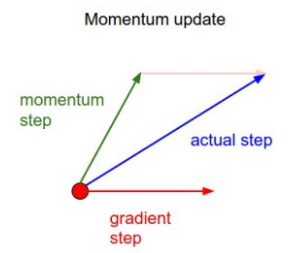 Momentum update
momentum
step
actual step
gradient
step